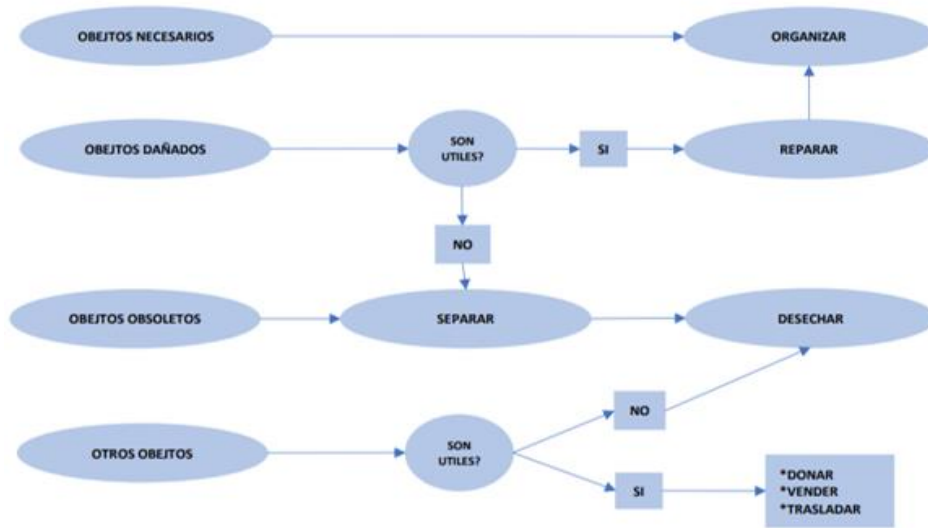 OBEJTOS NECESARIOS
ORGANIZAR
OBEJTOS DAÑADOS
SON
UTILES?
SI
REPARAR
NO
OBEJTOS OBSOLETOS
SEPARAR
DESECHAR
NO
OTROS OBEJTOS
SON
UTILES?
SI
*DONAR
*VENDER
*TRASLADAR